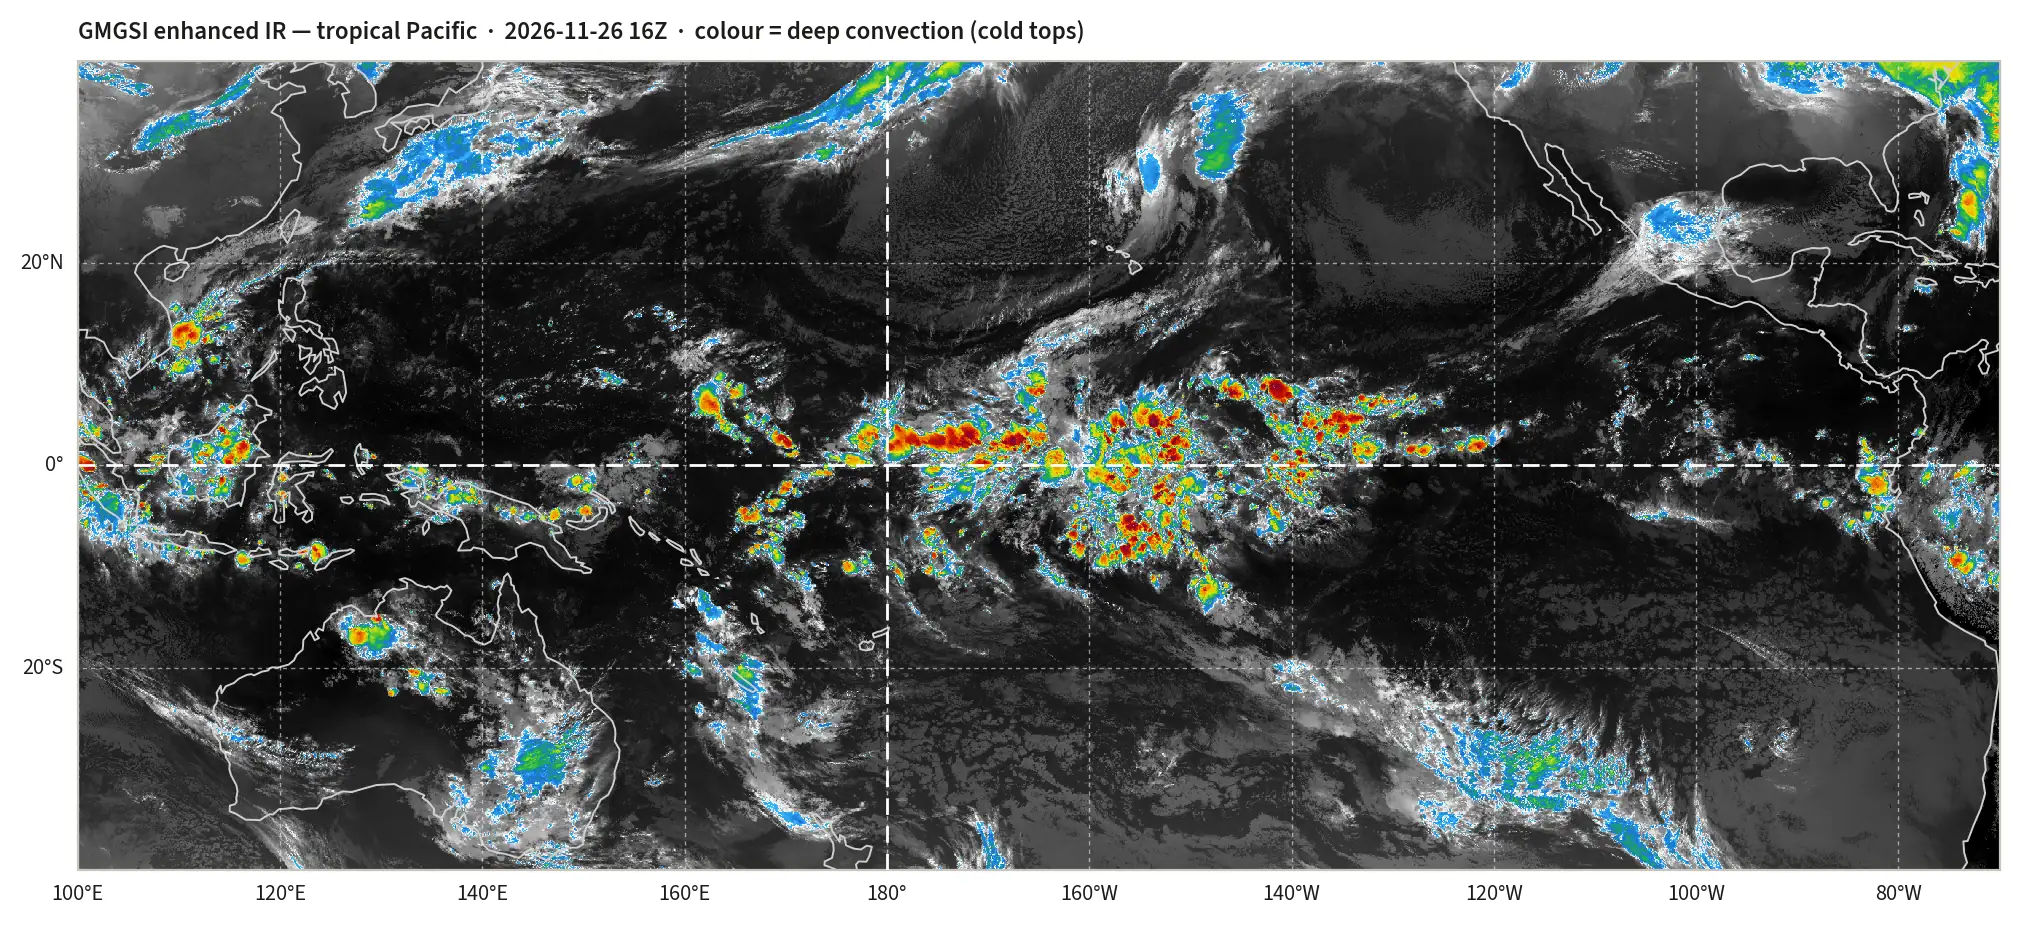 GMGSI enhanced IR — tropical Pacific · 2026-11-26 16Z · colour = deep convection (cold tops)
20°N
0°
20°S
100°E 120°E 140°E 160°E 180° 160°W 140°W 120°W 100°W 80°W